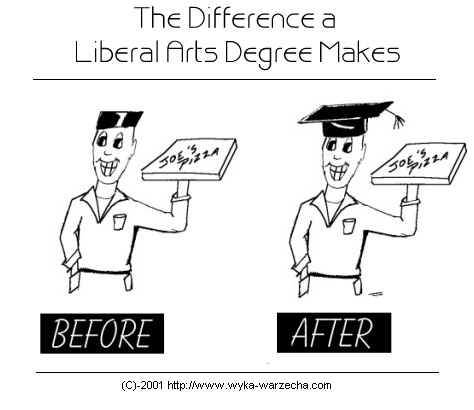 The Difference a
Liberal Arts Degree Makes
JOE'S
PIZZA
JOE'S
PIZZA
BEFORE
AFTER
(C)-2001 http://www.wyka-warzecha.com